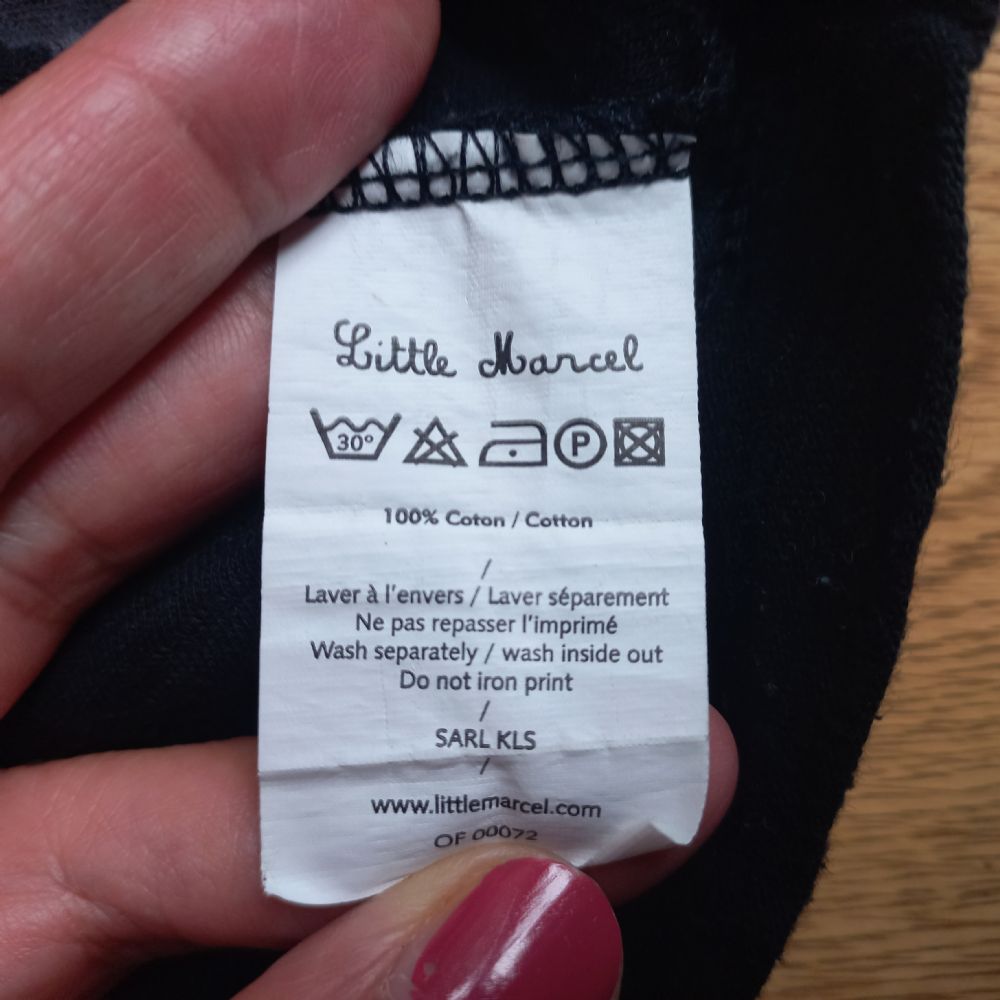 Little Marcel
30°
P
100% Coton / Cotton
/
Laver à l'envers / Laver séparement
Ne pas repasser l'imprimé
Wash separately / wash inside out
Do not iron print
/
SARL KLS
/
www.littlemarcel.com
OF 00072